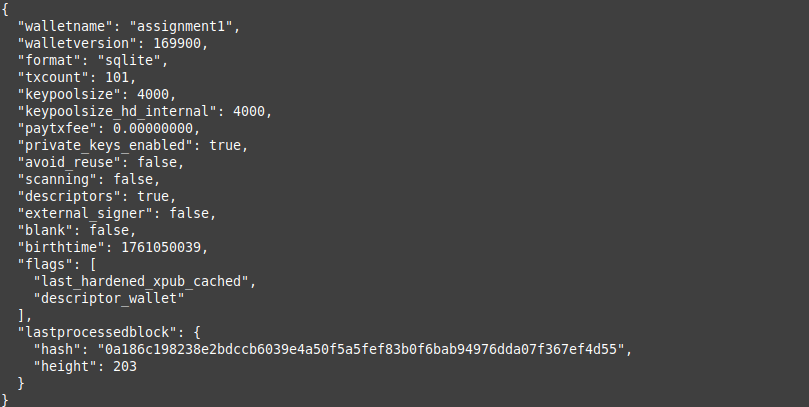 {
  "walletname": "assignment1",
  "walletversion": 169900,
  "format": "sqlite",
  "txcount": 101,
  "keypoolsize": 4000,
  "keypoolsize_hd_internal": 4000,
  "paytxfee": 0.00000000,
  "private_keys_enabled": true,
  "avoid_reuse": false,
  "scanning": false,
  "descriptors": true,
  "external_signer": false,
  "blank": false,
  "birthtime": 1761050039,
  "flags": [
    "last_hardened_xpub_cached",
    "descriptor_wallet"
  ],
  "lastprocessedblock": {
    "hash": "0a186c198238e2bdccb6039e4a50f5a5fef83b0f6bab94976dda07f367ef4d55",
    "height": 203
  }
}